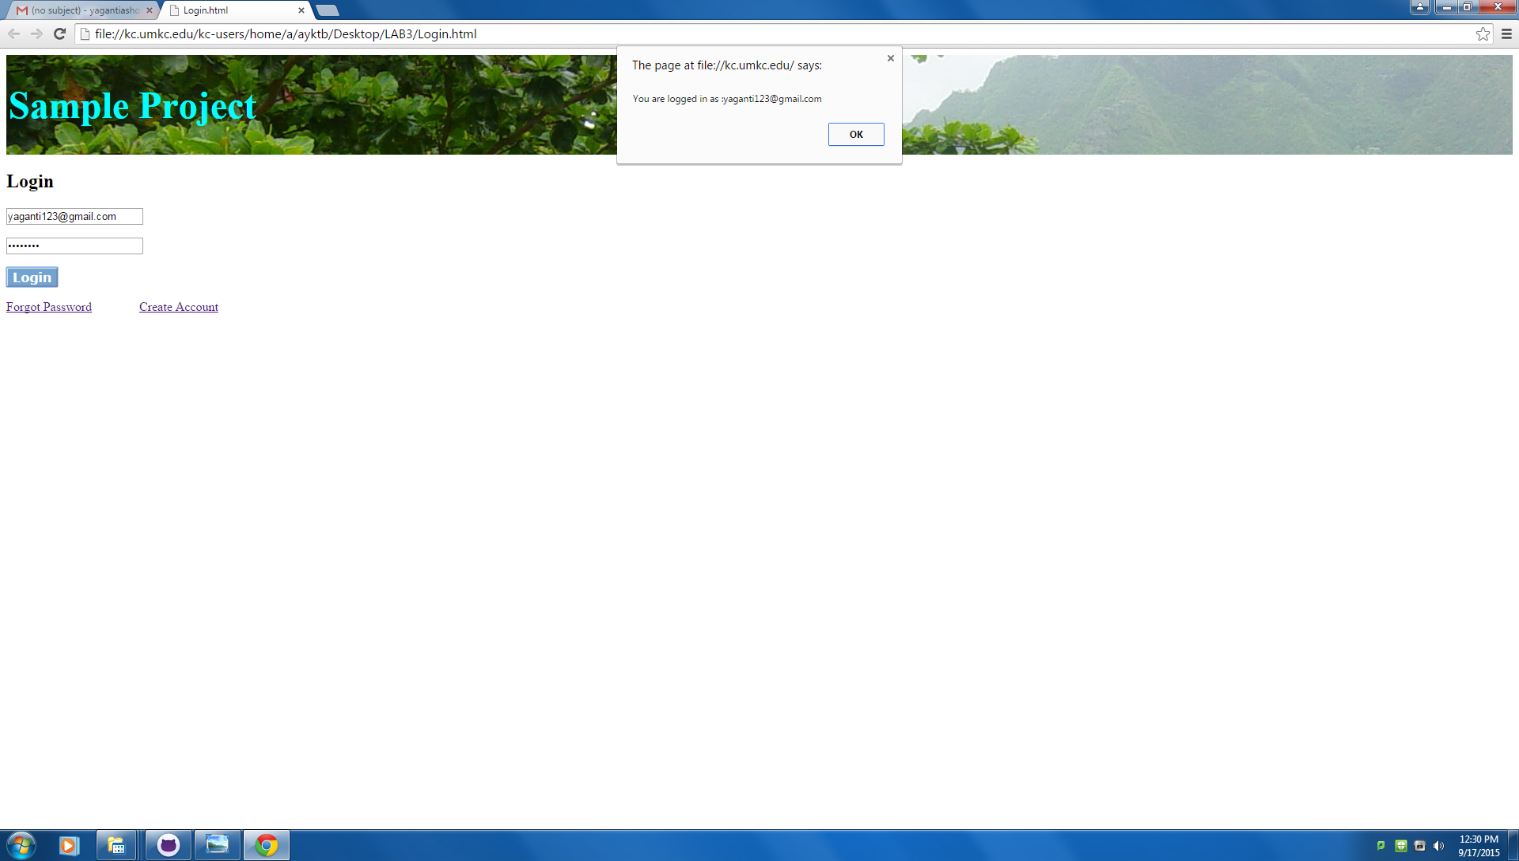 (no subject) - yagantiasho
Login.html
file://kc.umkc.edu/kc-users/home/a/ayktb/Desktop/LAB3/Login.html
The page at file://kc.umkc.edu/ says:
You are logged in as :yaganti123@gmail.com
OK
Sample Project
Login
yaganti123@gmail.com
••••••••
Login
Forgot Password Create Account
12:30 PM
9/17/2015